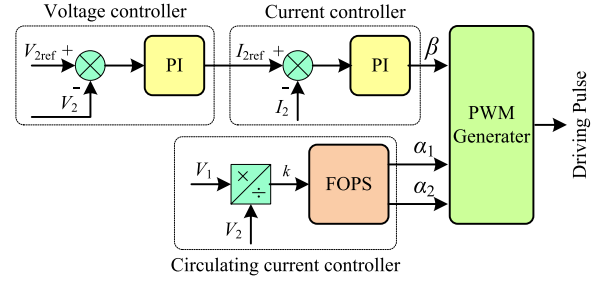 Voltage controller
Current controller
V2ref + - V2
PI
I2ref + - I2
PI
β
PWM
Generater
Driving Pulse
V1
× ÷
V2
k
FOPS
α1
α2
Circulating current controller